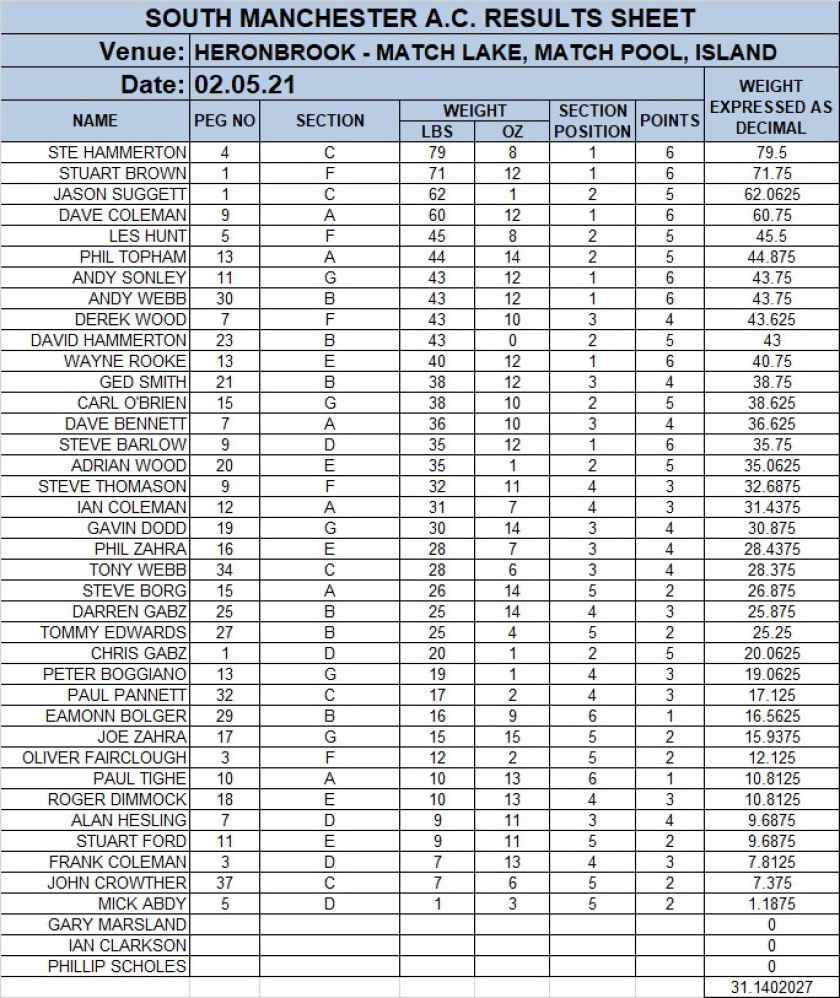 SOUTH MANCHESTER A.C. RESULTS SHEET
Venue: HERONBROOK - MATCH LAKE, MATCH POOL, ISLAND
Date: 02.05.21
NAME PEG NO SECTION WEIGHT LBS OZ SECTION POSITION POINTS WEIGHT EXPRESSED AS DECIMAL
STE HAMMERTON 4 C 79 8 1 6 79.5
STUART BROWN 1 F 71 12 1 6 71.75
JASON SUGGETT 1 C 62 1 2 5 62.0625
DAVE COLEMAN 9 A 60 12 1 6 60.75
LES HUNT 5 F 45 8 2 5 45.5
PHIL TOPHAM 13 A 44 14 2 5 44.875
ANDY SONLEY 11 G 43 12 1 6 43.75
ANDY WEBB 30 B 43 12 1 6 43.75
DEREK WOOD 7 F 43 10 3 4 43.625
DAVID HAMMERTON 23 B 43 0 2 5 43
WAYNE ROOKE 13 E 40 12 1 6 40.75
GED SMITH 21 B 38 12 3 4 38.75
CARL O'BRIEN 15 G 38 10 2 5 38.625
DAVE BENNETT 7 A 36 10 3 4 36.625
STEVE BARLOW 9 D 35 12 1 6 35.75
ADRIAN WOOD 20 E 35 1 2 5 35.0625
STEVE THOMASON 9 F 32 11 4 3 32.6875
IAN COLEMAN 12 A 31 7 4 3 31.4375
GAVIN DODD 19 G 30 14 3 4 30.875
PHIL ZAHRA 16 E 28 7 3 4 28.4375
TONY WEBB 34 C 28 6 3 4 28.375
STEVE BORG 15 A 26 14 5 2 26.875
DARREN GABZ 25 B 25 14 4 3 25.875
TOMMY EDWARDS 27 B 25 4 5 2 25.25
CHRIS GABZ 1 D 20 1 2 5 20.0625
PETER BOGGIANO 13 G 19 1 4 3 19.0625
PAUL PANNETT 32 C 17 2 4 3 17.125
EAMONN BOLGER 29 B 16 9 6 1 16.5625
JOE ZAHRA 17 G 15 15 5 2 15.9375
OLIVER FAIRCLOUGH 3 F 12 2 5 2 12.125
PAUL TIGHE 10 A 10 13 6 1 10.8125
ROGER DIMMOCK 18 E 10 13 4 3 10.8125
ALAN HESLING 7 D 9 11 3 4 9.6875
STUART FORD 11 E 9 11 5 2 9.6875
FRANK COLEMAN 3 D 7 13 4 3 7.8125
JOHN CROWTHER 37 C 7 6 5 2 7.375
MICK ABDY 5 D 1 3 5 2 1.1875
GARY MARSLAND 0
IAN CLARKSON 0
PHILLIP SCHOLES 0
31.1402027